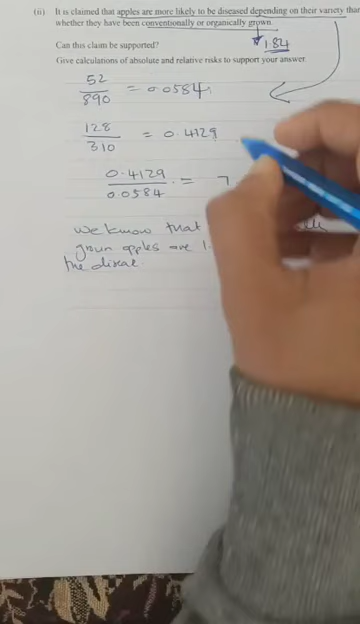 (ii) It is claimed that apples are more likely to be diseased depending on their variety than
whether they have been conventionally or organically grown.
1.84
Can this claim be supported?
Give calculations of absolute and relative risks to support your answer.
52/890 = 0.0584
128/310 = 0.4129
0.4129/0.0584 = 7
we know that
grown apples are 1.
the disease